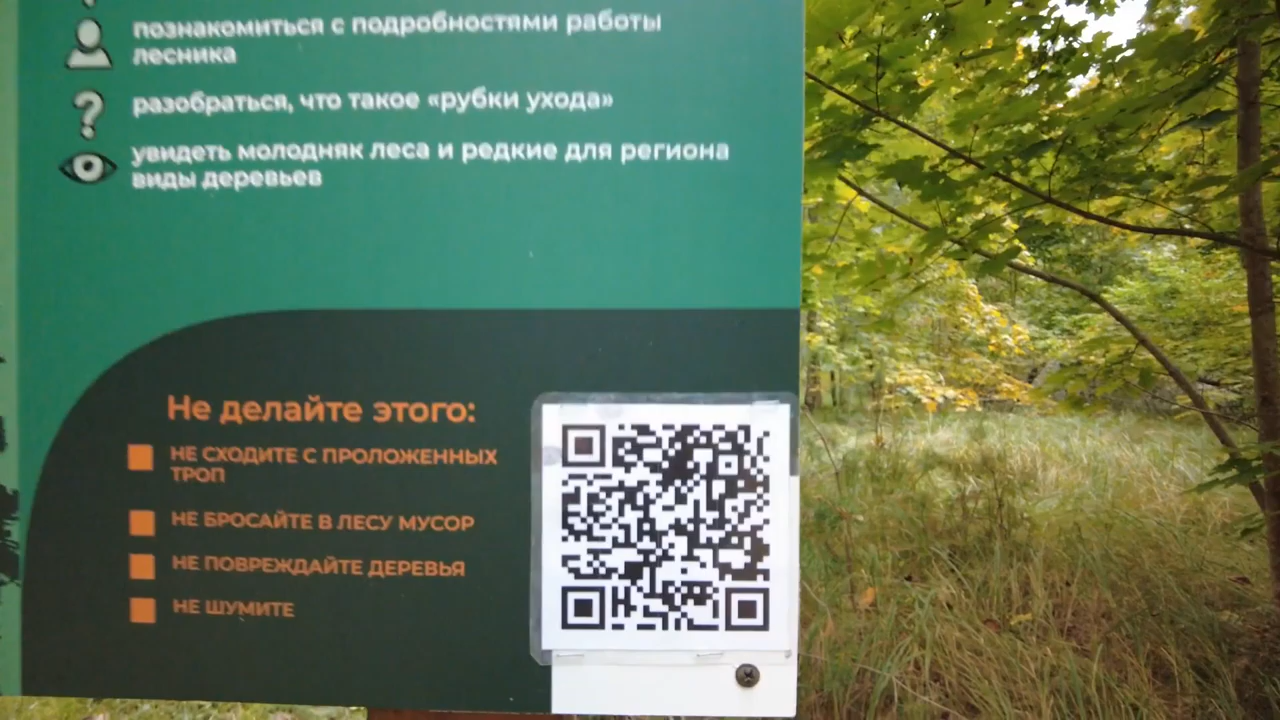 познакомиться с подробностями работы
лесника
разобраться, что такое «рубки ухода»
увидеть молодняк леса и редкие для региона
виды деревьев
Не делайте этого:
НЕ СХОДИТЕ С ПРОЛОЖЕННЫХ
ТРОП
НЕ БРОСАЙТЕ В ЛЕСУ МУСОР
НЕ ПОВРЕЖДАЙТЕ ДЕРЕВЬЯ
НЕ ШУМИТЕ